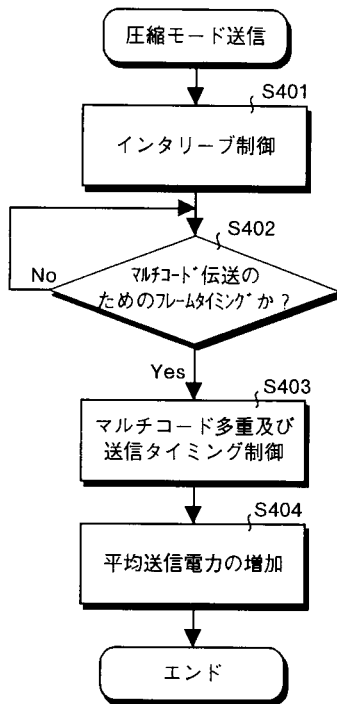 圧縮モード送信
S401
インタリーブ制御
S402
マルチコード伝送の
ためのフレームタイミングか？
No
Yes
S403
マルチコード多重及び
送信タイミング制御
S404
平均送信電力の増加
エンド